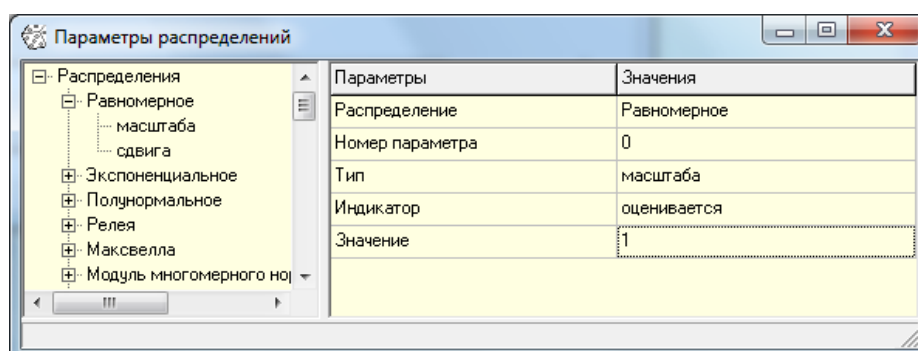 Параметры распределений
Распределения
Равномерное
масштаба
сдвига
Экспоненциальное
Полунормальное
Релея
Максвелла
Модуль многомерного
Параметры Значения
Распределение Равномерное
Номер параметра 0
Тип масштаба
Индикатор оценивается
Значение 1